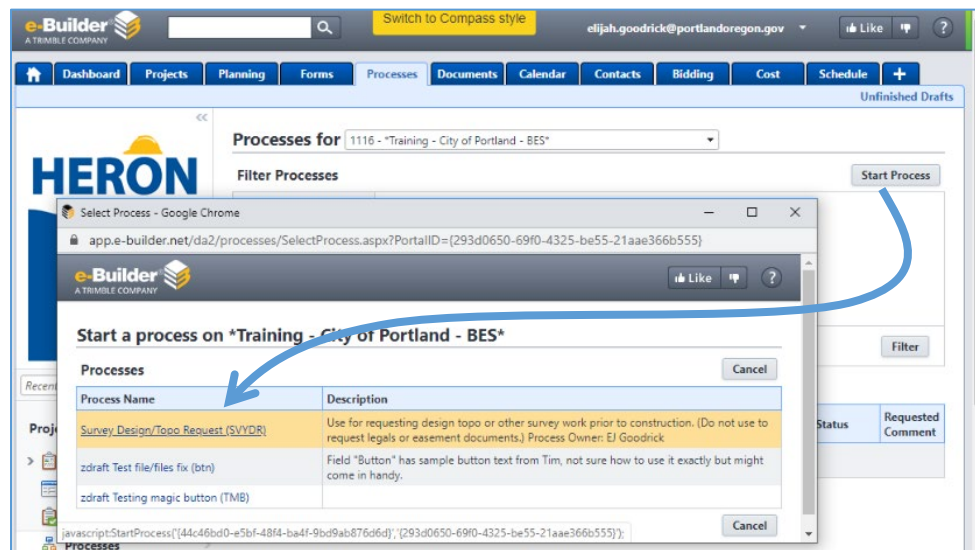 e-Builder
A TRIMBLE COMPANY
Switch to Compass style
elijah.goodrick@portlandoregon.gov
Like
?
Dashboard Projects Planning Forms Processes Documents Calendar Contacts Bidding Cost Schedule +
Unfinished Drafts
<<
HERON
Processes for 1116 - *Training - City of Portland - BES*
Filter Processes
Start Process
Select Process - Google Chrome
app.e-builder.net/da2/processes/SelectProcess.aspx?PortalID={293d0650-69f0-4325-be55-21aae366b555}
e-Builder
A TRIMBLE COMPANY
Like
?
Start a process on *Training - City of Portland - BES*
Filter
Processes
Cancel
Recent
Process Name Description
Survey Design/Topo Request (SVYDR)
Use for requesting design topo or other survey work prior to construction. (Do not use to
request legals or easement documents.) Process Owner: EJ Goodrick
zdraft Test file/files fix (btn)
Field "Button" has sample button text from Tim, not sure how to use it exactly but might
come in handy.
zdraft Testing magic button (TMB)
Cancel
javascript:StartProcess('{44c46bd0-e5bf-48f4-ba4f-9bd9ab876d6d}','{293d0650-69f0-4325-be55-21aae366b555}');
Status
Requested
Comment
Proj
Processes